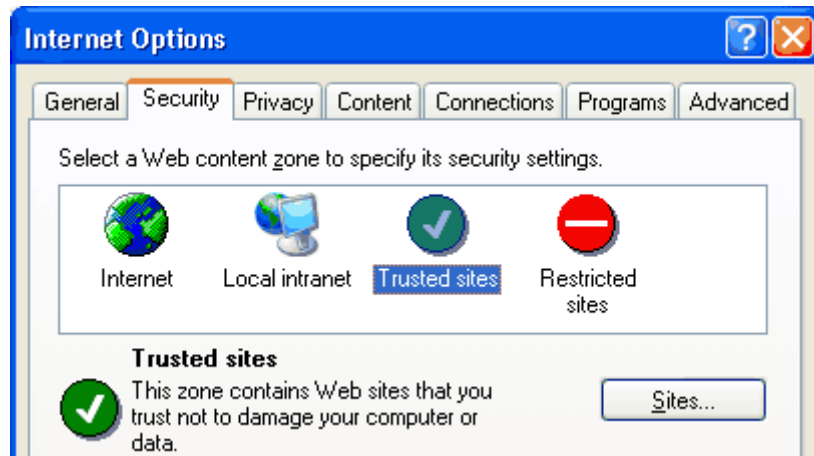 Internet Options
General Security Privacy Content Connections Programs Advanced
Select a Web content zone to specify its security settings.
Internet Local intranet Trusted sites Restricted
sites
Trusted sites
This zone contains Web sites that you
trust not to damage your computer or
data.
Sites...